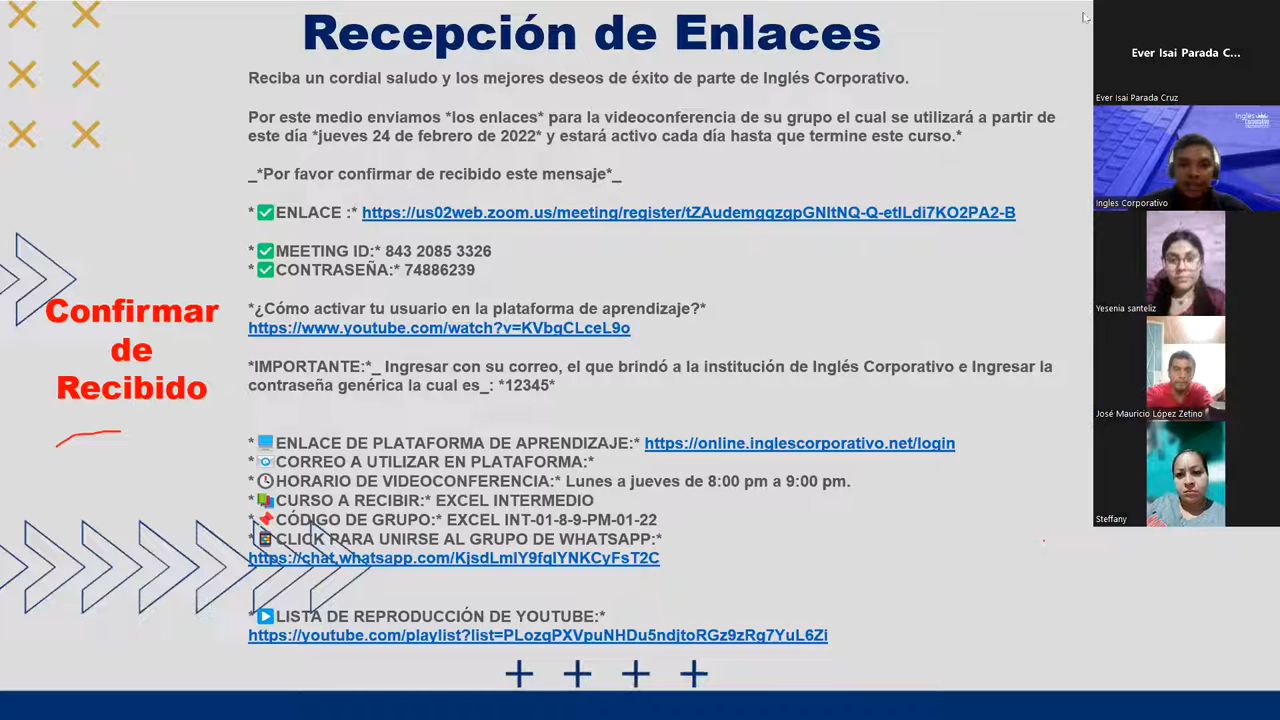 Recepción de Enlaces
Reciba un cordial saludo y los mejores deseos de éxito de parte de Inglés Corporativo.
Por este medio enviamos *los enlaces* para la videoconferencia de su grupo el cual se utilizará a partir de
este día *jueves 24 de febrero de 2022* y estará activo cada día hasta que termine este curso.*
_*Por favor confirmar de recibido este mensaje*_
*✅ENLACE :* https://us02web.zoom.us/meeting/register/tZAudemgqzgpGNItNQ-Q-etILdi7KO2PA2-B
*✅MEETING ID:* 843 2085 3326
*✅CONTRASEÑA:* 74886239
*¿Cómo activar tu usuario en la plataforma de aprendizaje?*
https://www.youtube.com/watch?v=KVbgCLceL9o
*IMPORTANTE:*_ Ingresar con su correo, el que brindó a la institución de Inglés Corporativo e Ingresar la
contraseña genérica la cual es_: *12345*
*🖥️ENLACE DE PLATAFORMA DE APRENDIZAJE:* https://online.inglescorporativo.net/login
*📧CORREO A UTILIZAR EN PLATAFORMA:*
*🕒HORARIO DE VIDEOCONFERENCIA:* Lunes a jueves de 8:00 pm a 9:00 pm.
*📚CURSO A RECIBIR:* EXCEL INTERMEDIO
*📌CÓDIGO DE GRUPO:* EXCEL INT-01-8-9-PM-01-22
*📱CLICK PARA UNIRSE AL GRUPO DE WHATSAPP:*
https://chat.whatsapp.com/KjsdLmlY9fqIYNKCyFsT2C
*▶️LISTA DE REPRODUCCIÓN DE YOUTUBE:*
https://youtube.com/playlist?list=PLozqPXVpuNHDu5ndjtoRGz9zRg7YuL6Zi
Confirmar
de
Recibido
Ever Isai Parada C...
Ever Isai Parada Cruz
Ingles Corporativo
Yesenia santeliz
José Mauricio López Zetino
Steffany